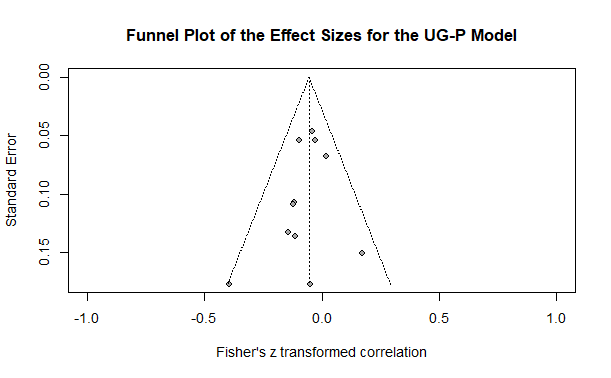 Funnel Plot of the Effect Sizes for the UG-P Model
Standard Error
0.00
0.05
0.10
0.15
-1.0 -0.5 0.0 0.5 1.0
Fisher's z transformed correlation